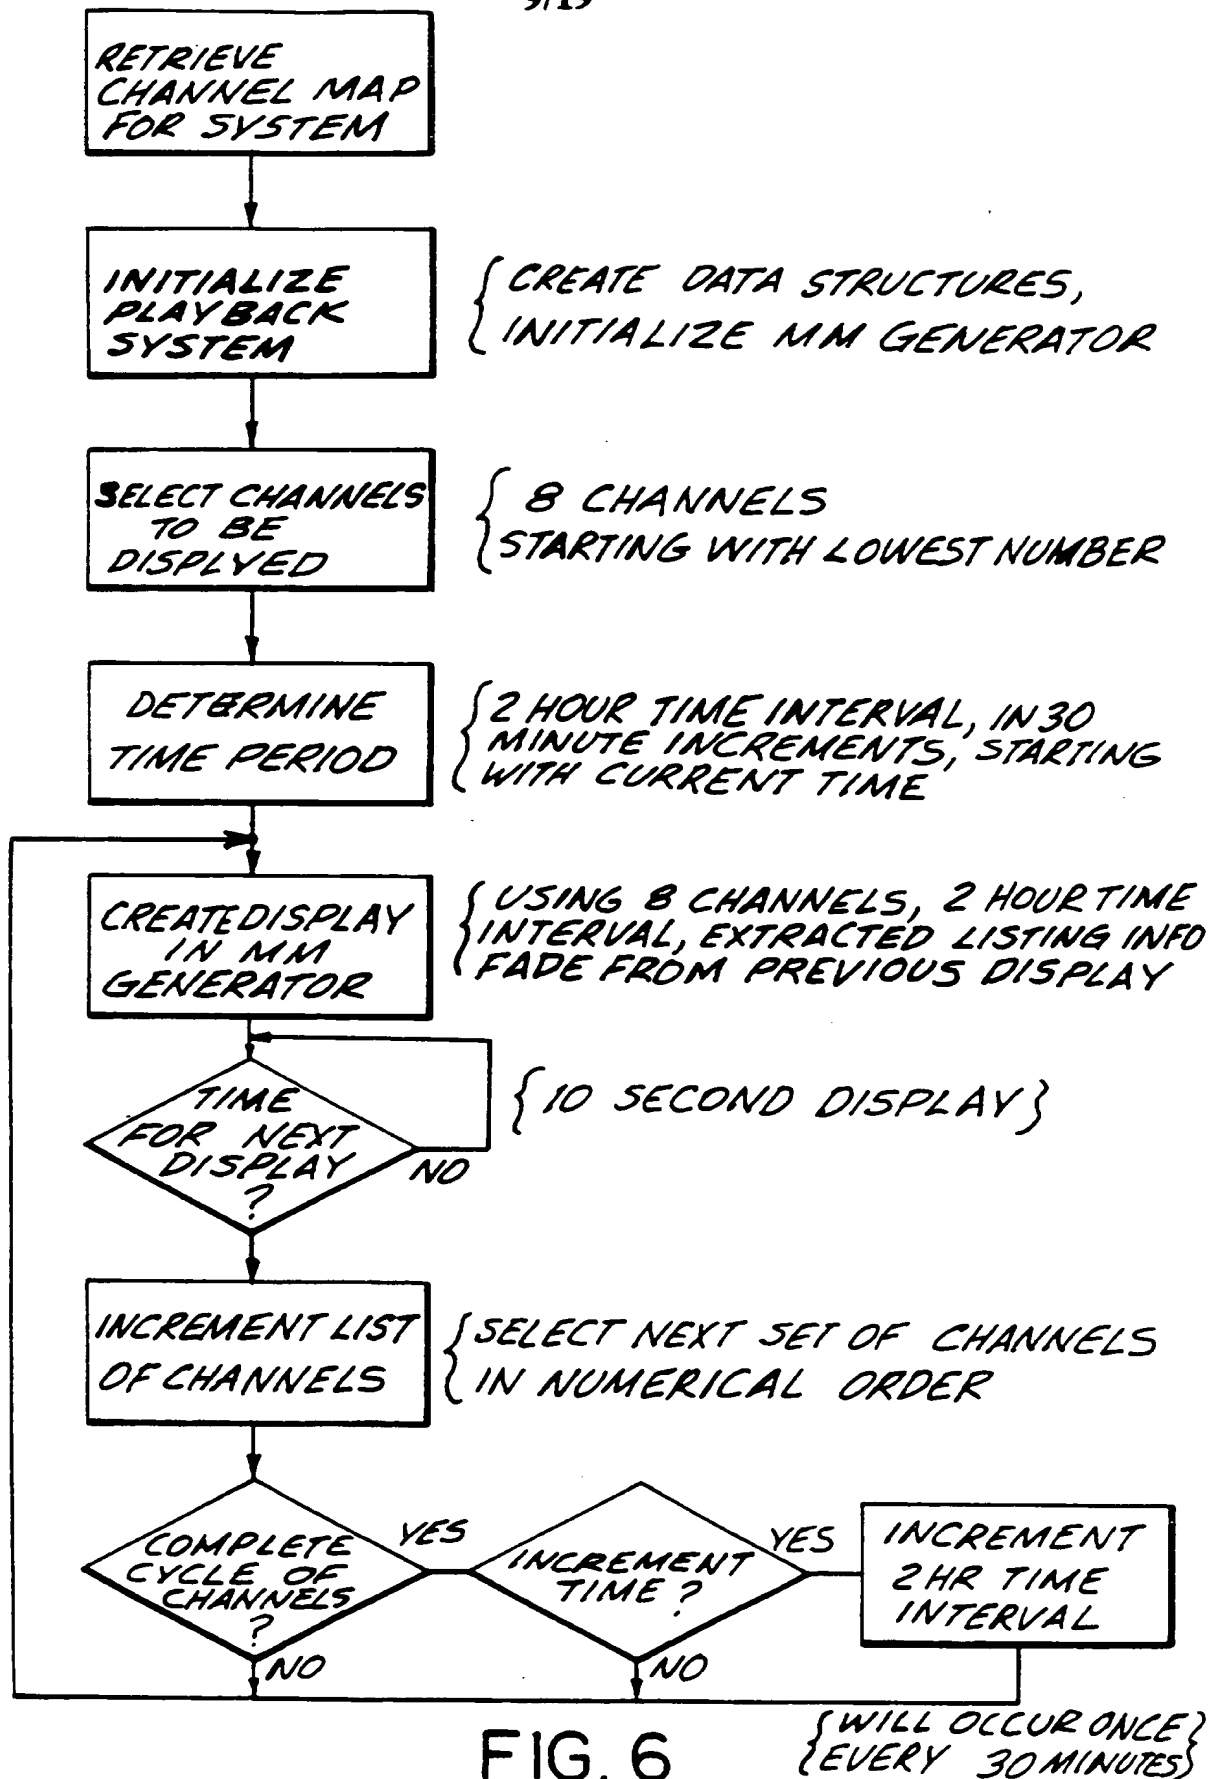 RETRIEVE
CHANNEL MAP
FOR SYSTEM
INITIALIZE
PLAYBACK
SYSTEM
{ CREATE DATA STRUCTURES,
INITIALIZE MM GENERATOR
SELECT CHANNELS
TO BE
DISPLYED
{ 8 CHANNELS
STARTING WITH LOWEST NUMBER
DETERMINE
TIME PERIOD
{ 2 HOUR TIME INTERVAL, IN 30
MINUTE INCREMENTS, STARTING
WITH CURRENT TIME
CREATE DISPLAY
IN MM
GENERATOR
{ USING 8 CHANNELS, 2 HOUR TIME
INTERVAL, EXTRACTED LISTING INFO
FADE FROM PREVIOUS DISPLAY
TIME
FOR NEXT
DISPLAY
?
NO
{ 10 SECOND DISPLAY }
INCREMENT LIST
OF CHANNELS
{ SELECT NEXT SET OF CHANNELS
IN NUMERICAL ORDER
COMPLETE
CYCLE OF
CHANNELS
?
YES
NO
INCREMENT
TIME ?
YES
NO
INCREMENT
2 HR TIME
INTERVAL
{ WILL OCCUR ONCE }
{ EVERY 30 MINUTES }
FIG. 6